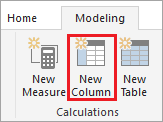 Home Modeling
New Measure
New Column
New Table
Calculations